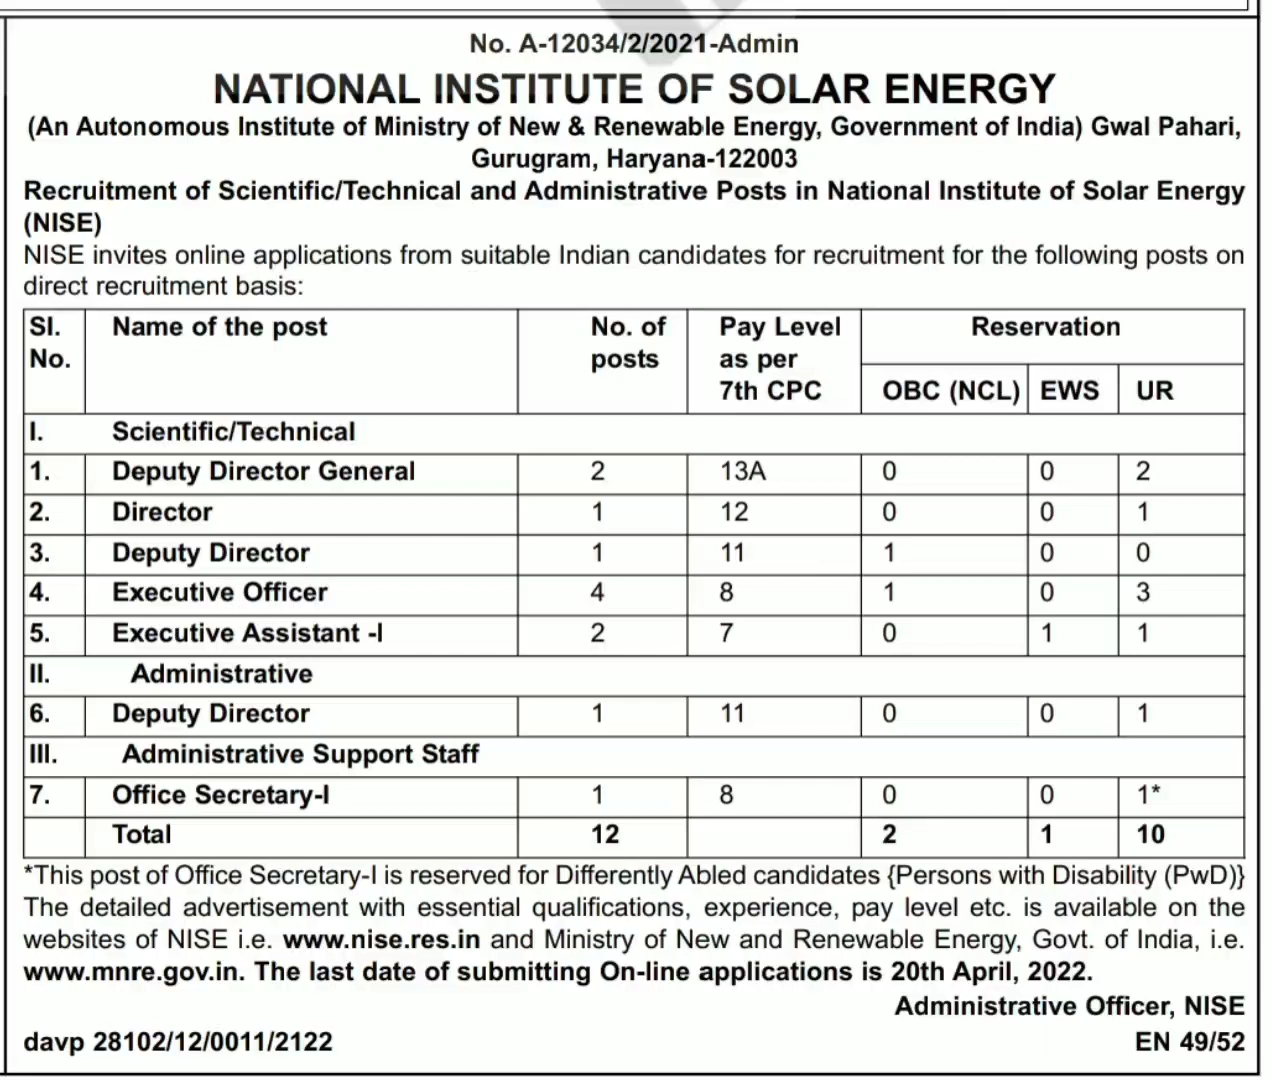 No. A-12034/2/2021-Admin
NATIONAL INSTITUTE OF SOLAR ENERGY
(An Autonomous Institute of Ministry of New & Renewable Energy, Government of India) Gwal Pahari,
Gurugram, Haryana-122003
Recruitment of Scientific/Technical and Administrative Posts in National Institute of Solar Energy
(NISE)
NISE invites online applications from suitable Indian candidates for recruitment for the following posts on
direct recruitment basis:
Sl. No. Name of the post No. of posts Pay Level as per 7th CPC Reservation
OBC (NCL) EWS UR
I. Scientific/Technical
1. Deputy Director General 2 13A 0 0 2
2. Director 1 12 0 0 1
3. Deputy Director 1 11 1 0 0
4. Executive Officer 4 8 1 0 3
5. Executive Assistant -I 2 7 0 1 1
II. Administrative
6. Deputy Director 1 11 0 0 1
III. Administrative Support Staff
7. Office Secretary-I 1 8 0 0 1*
Total 12 2 1 10
*This post of Office Secretary-I is reserved for Differently Abled candidates {Persons with Disability (PwD)}
The detailed advertisement with essential qualifications, experience, pay level etc. is available on the
websites of NISE i.e. www.nise.res.in and Ministry of New and Renewable Energy, Govt. of India, i.e.
www.mnre.gov.in. The last date of submitting On-line applications is 20th April, 2022.
Administrative Officer, NISE
davp 28102/12/0011/2122 EN 49/52